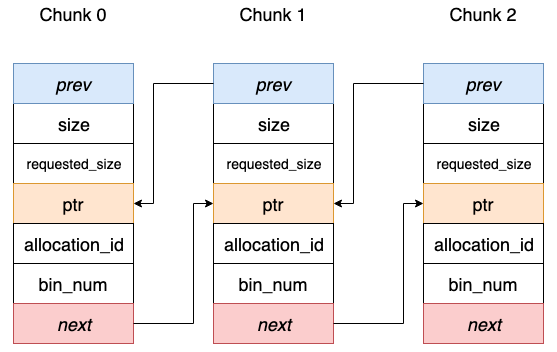 Chunk 0 Chunk 1 Chunk 2
prev prev prev
size size size
requested_size requested_size requested_size
ptr ptr ptr
allocation_id allocation_id allocation_id
bin_num bin_num bin_num
next next next